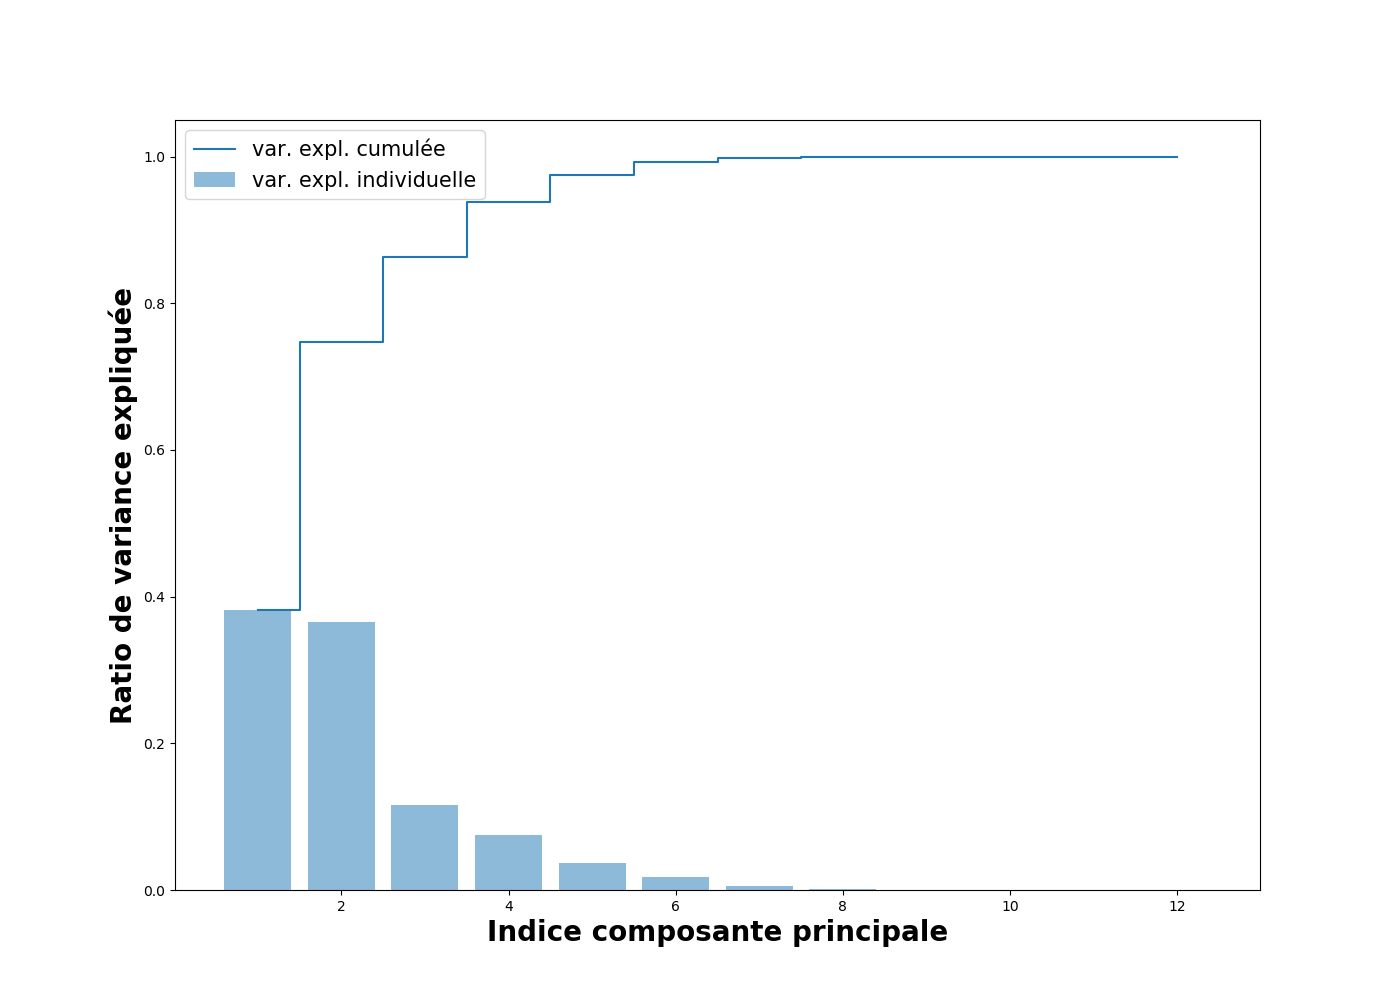 var. expl. cumulée
var. expl. individuelle
Ratio de variance expliquée
1.0
0.8
0.6
0.4
0.2
0.0
2 4 6 8 10 12
Indice composante principale